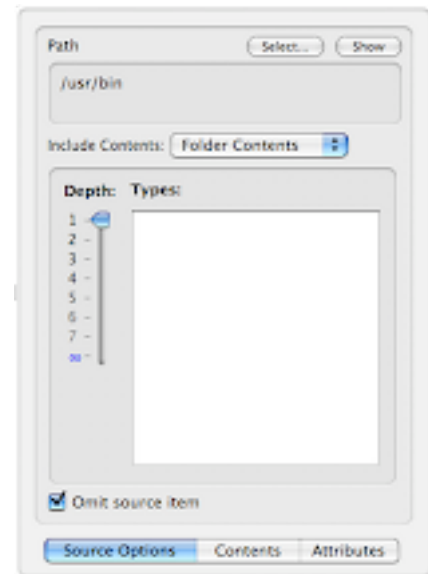 Path Select... Show
/usr/bin
Include Contents: Folder Contents
Depth: Types:
1
2
3
4
5
6
7
∞
Omit source item
Source Options Contents Attributes